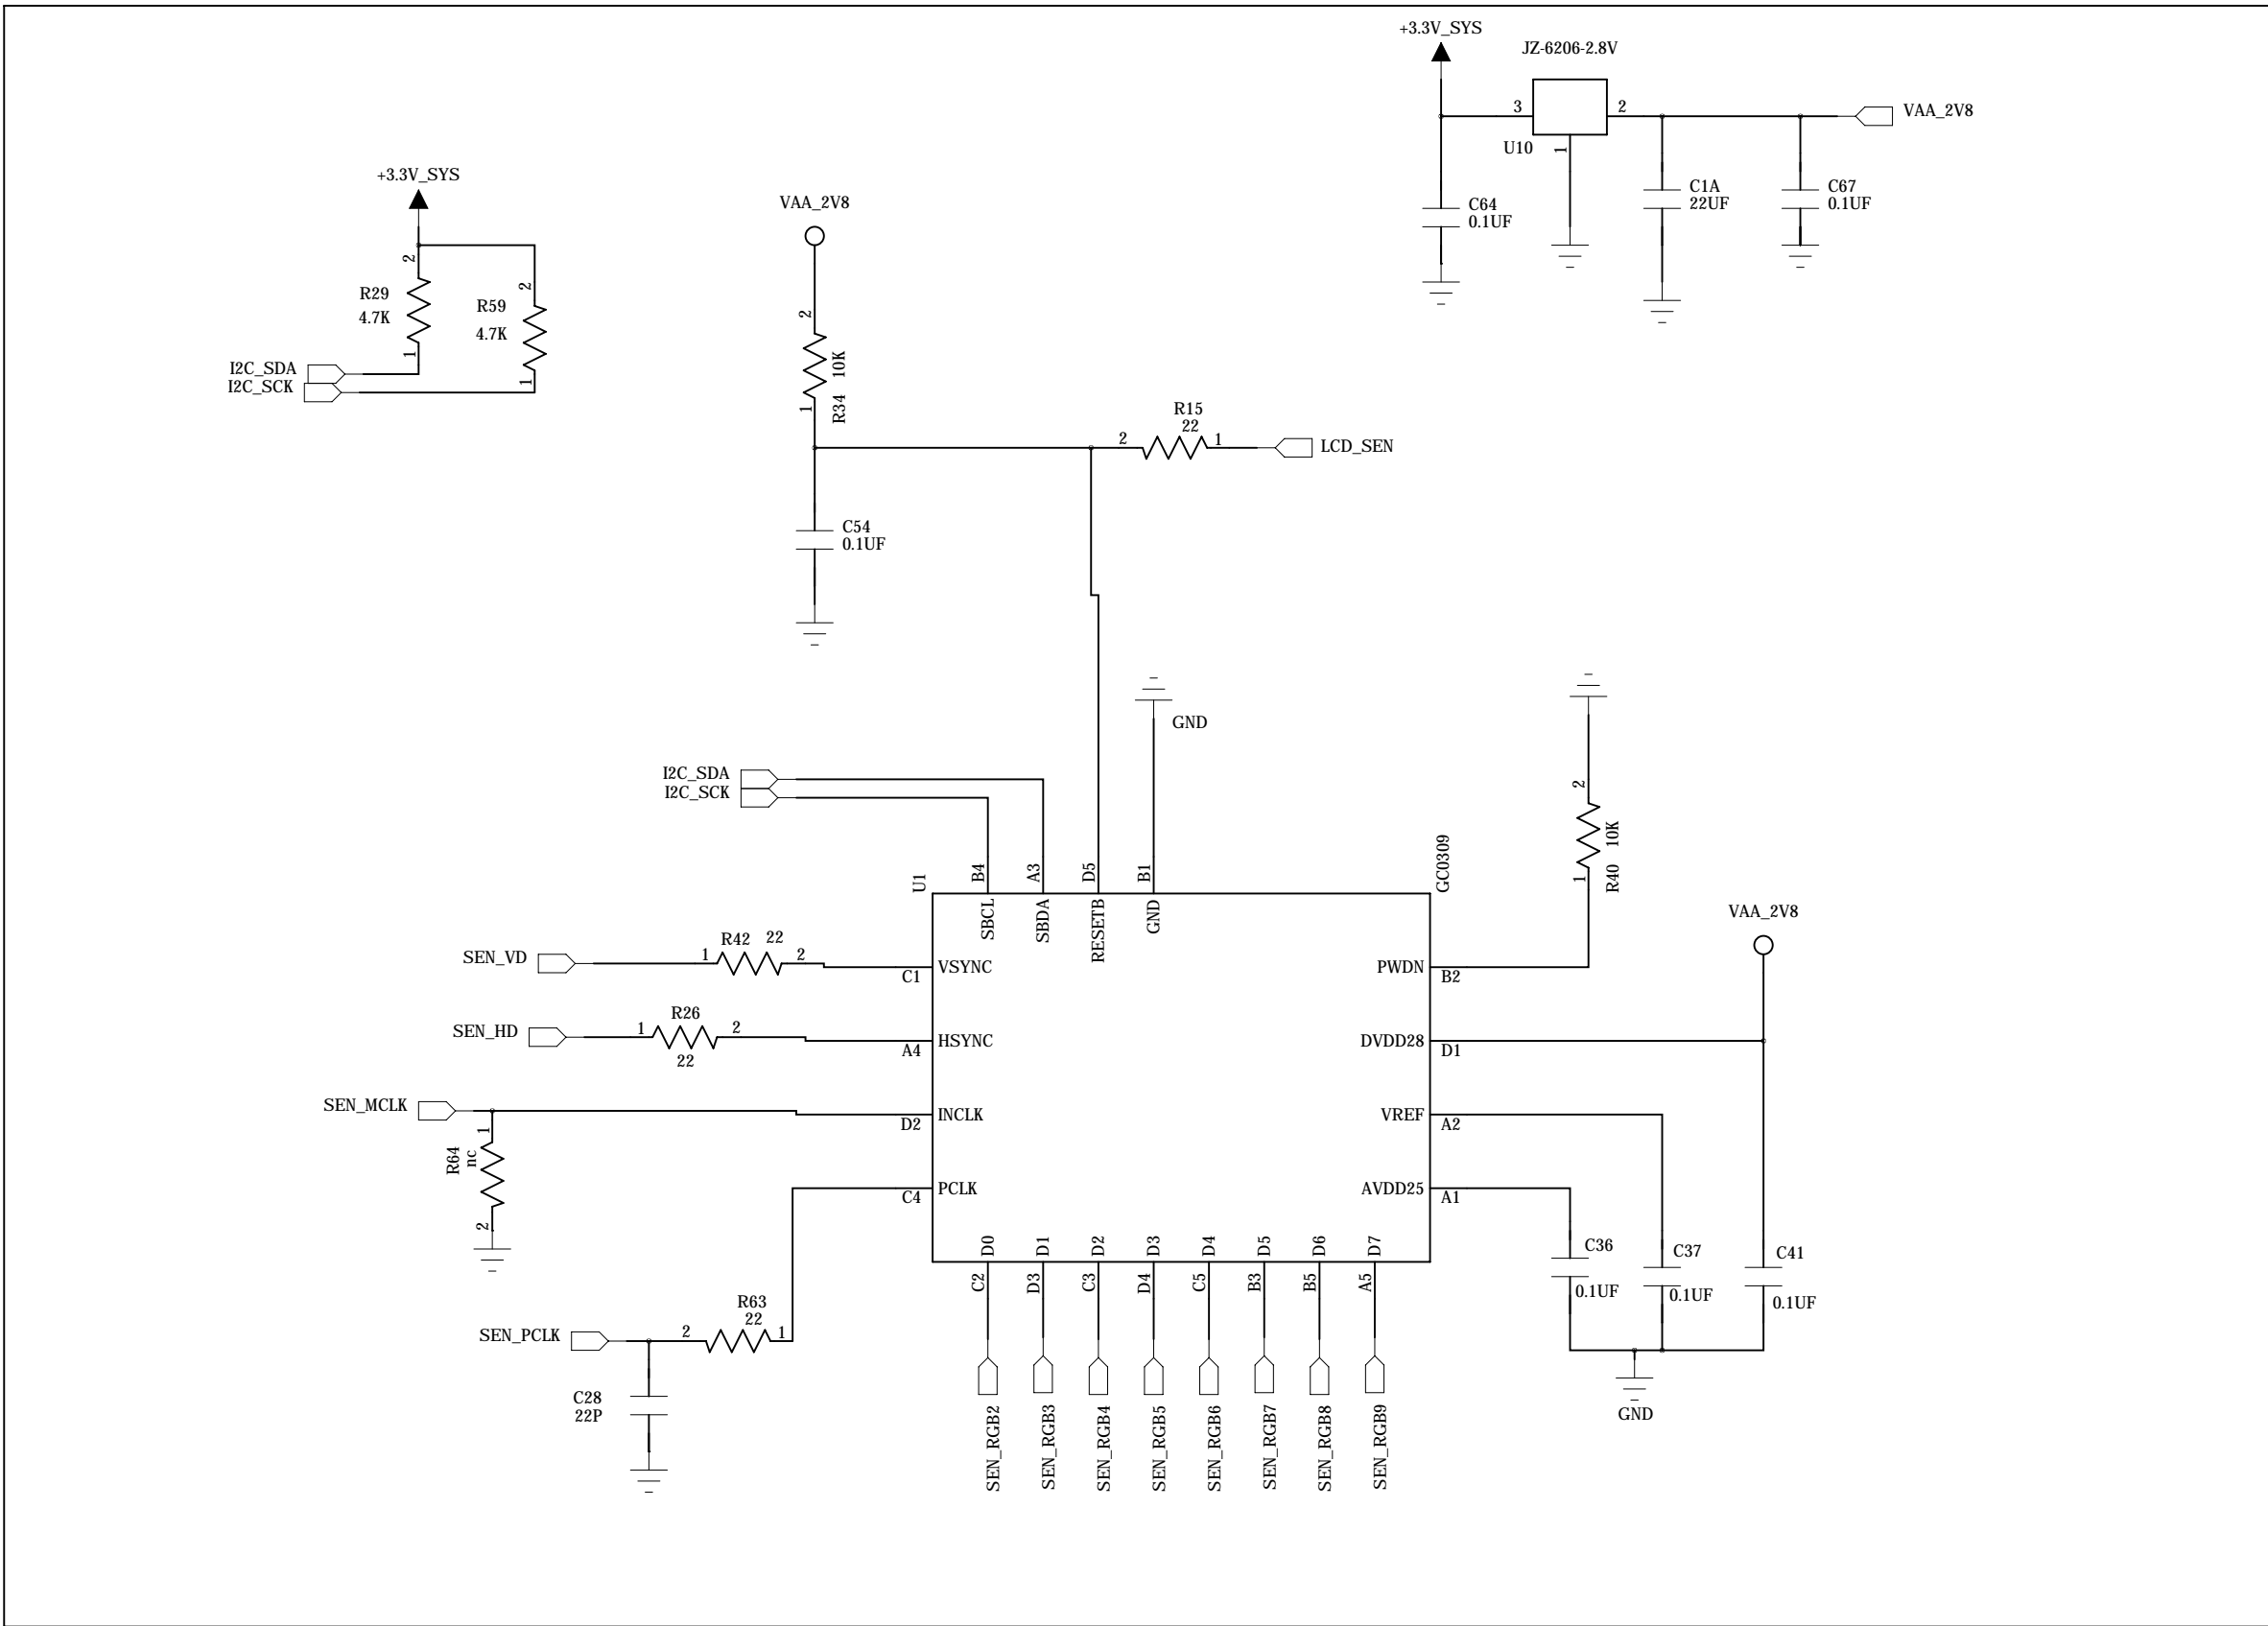 +3.3V_SYS
JZ-6206-2.8V
3
2
VAA_2V8
U10
1
C64
0.1UF
C1A
22UF
C67
0.1UF
+3.3V_SYS
2
R29
4.7K
1
2
R59
4.7K
1
I2C_SDA
I2C_SCK
VAA_2V8
2
10K
R34
1
R15
22
2
1
LCD_SEN
C54
0.1UF
GND
I2C_SDA
I2C_SCK
2
10K
R40
1
U1
B4
A3
D5
B1
GC0309
SBCL
SBDA
RESETB
GND
VAA_2V8
SEN_VD
1
R42
22
2
C1
VSYNC
PWDN
B2
SEN_HD
1
R26
22
2
A4
HSYNC
DVDD28
D1
SEN_MCLK
1
R64
nc
2
D2
INCLK
VREF
A2
C4
PCLK
AVDD25
A1
D0
D1
D2
D3
D4
D5
D6
D7
C2
D3
C3
D4
C5
B3
B5
A5
C36
0.1UF
C37
0.1UF
C41
0.1UF
GND
SEN_PCLK
2
R63
22
1
C28
22P
SEN_RGB2
SEN_RGB3
SEN_RGB4
SEN_RGB5
SEN_RGB6
SEN_RGB7
SEN_RGB8
SEN_RGB9